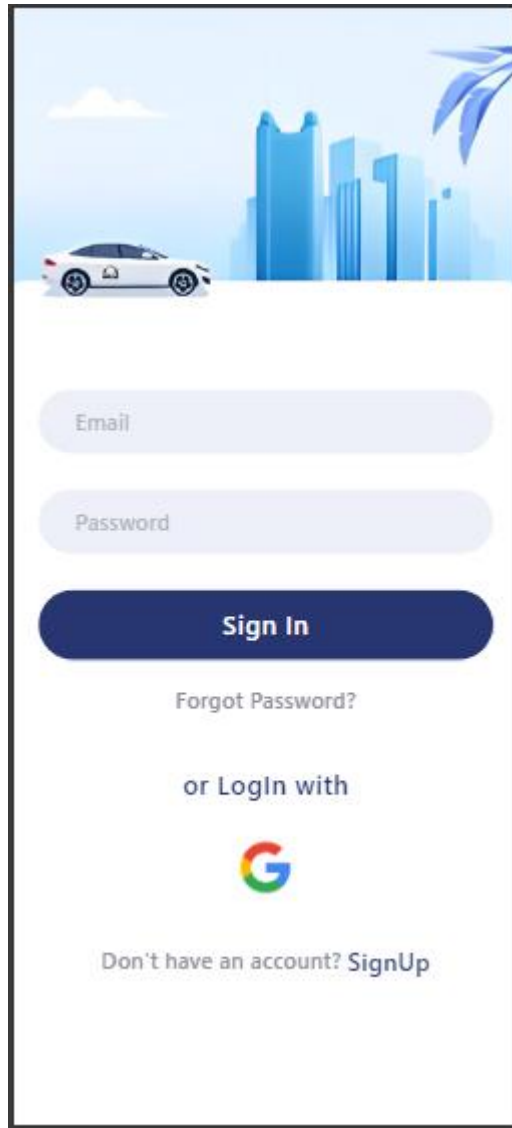 Email
Password
Sign In
Forgot Password?
or LogIn with
Don't have an account? SignUp